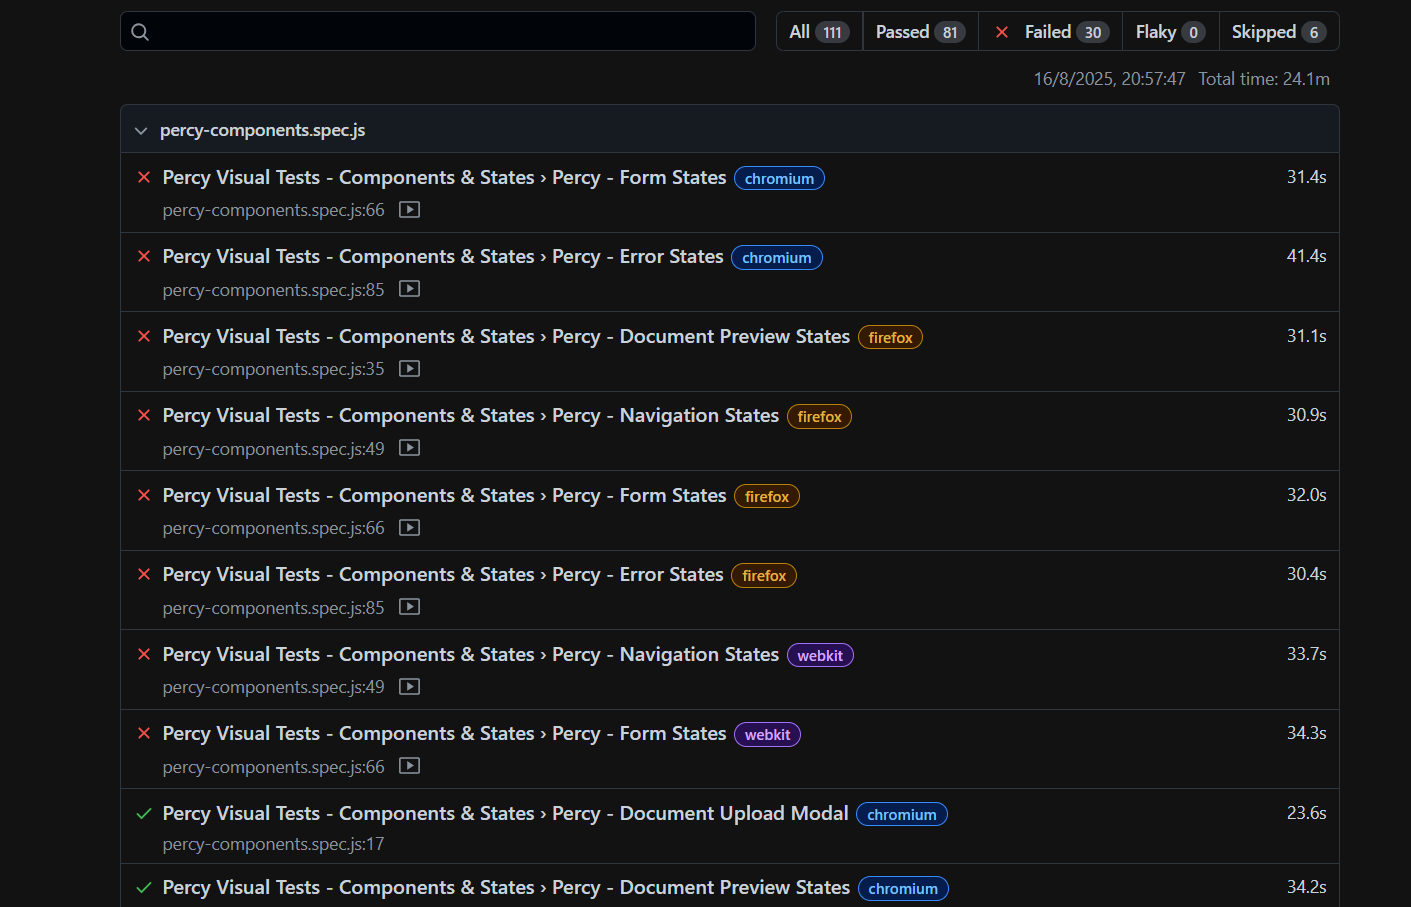 All 111 Passed 81 Failed 30 Flaky 0 Skipped 6
16/8/2025, 20:57:47 Total time: 24.1m
percy-components.spec.js
Percy Visual Tests - Components & States › Percy - Form States chromium 31.4s
percy-components.spec.js:66
Percy Visual Tests - Components & States › Percy - Error States chromium 41.4s
percy-components.spec.js:85
Percy Visual Tests - Components & States › Percy - Document Preview States firefox 31.1s
percy-components.spec.js:35
Percy Visual Tests - Components & States › Percy - Navigation States firefox 30.9s
percy-components.spec.js:49
Percy Visual Tests - Components & States › Percy - Form States firefox 32.0s
percy-components.spec.js:66
Percy Visual Tests - Components & States › Percy - Error States firefox 30.4s
percy-components.spec.js:85
Percy Visual Tests - Components & States › Percy - Navigation States webkit 33.7s
percy-components.spec.js:49
Percy Visual Tests - Components & States › Percy - Form States webkit 34.3s
percy-components.spec.js:66
Percy Visual Tests - Components & States › Percy - Document Upload Modal chromium 23.6s
percy-components.spec.js:17
Percy Visual Tests - Components & States › Percy - Document Preview States chromium 34.2s